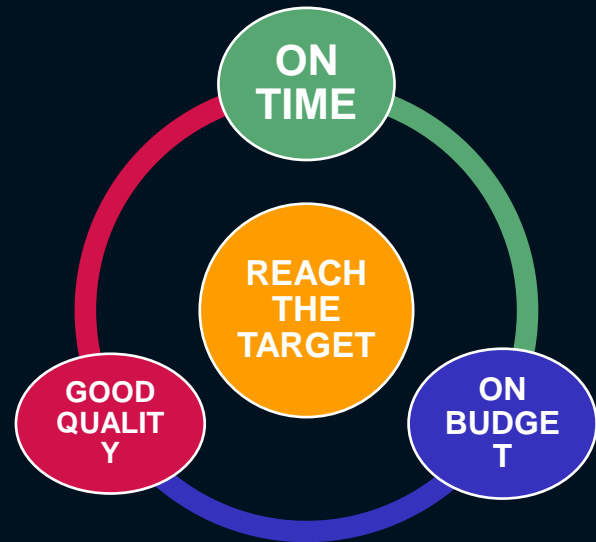 ON
TIME
REACH
THE
TARGET
GOOD
QUALIT
Y
ON
BUDGE
T